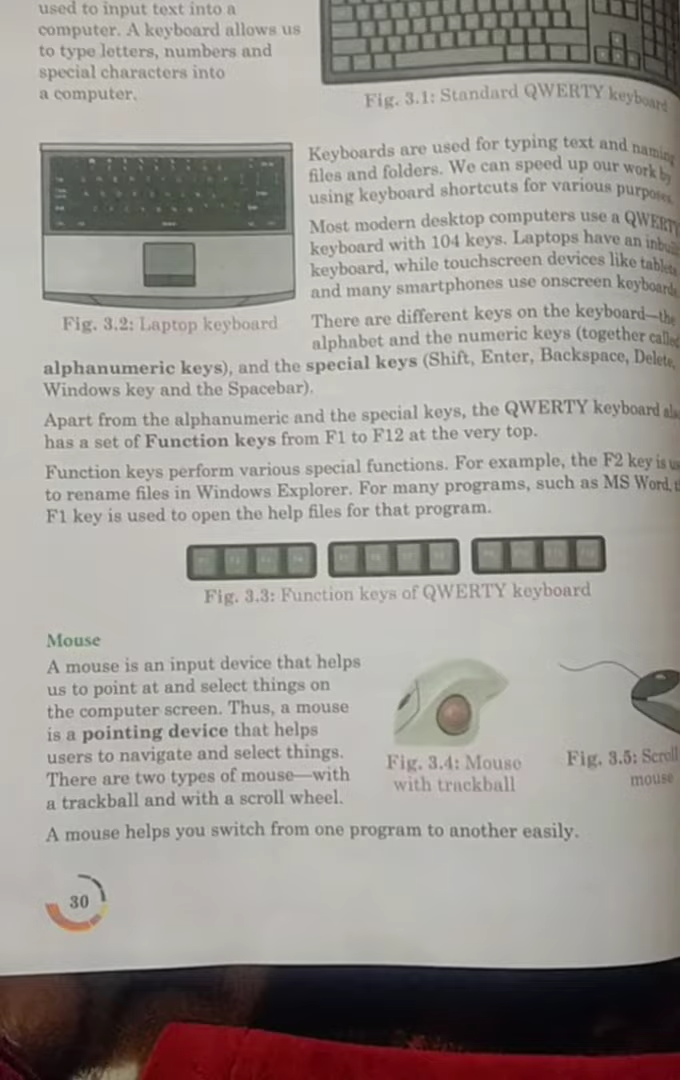 used to input text into a
computer. A keyboard allows us
to type letters, numbers and
special characters into
a computer.
Fig. 3.1: Standard QWERTY keyboard
Keyboards are used for typing text and naming
files and folders. We can speed up our work by
using keyboard shortcuts for various purposes.
Most modern desktop computers use a QWERTY
keyboard with 104 keys. Laptops have an inbuilt
keyboard, while touchscreen devices like tablets
and many smartphones use onscreen keyboards.
Fig. 3.2: Laptop keyboard
There are different keys on the keyboard—the
alphabet and the numeric keys (together called
alphanumeric keys), and the special keys (Shift, Enter, Backspace, Delete,
Windows key and the Spacebar).
Apart from the alphanumeric and the special keys, the QWERTY keyboard
has a set of Function keys from F1 to F12 at the very top.
Function keys perform various special functions. For example, the F2 key is
to rename files in Windows Explorer. For many programs, such as MS Word,
F1 key is used to open the help files for that program.
Fig. 3.3: Function keys of QWERTY keyboard
Mouse
A mouse is an input device that helps
us to point at and select things on
the computer screen. Thus, a mouse
is a pointing device that helps
users to navigate and select things.
There are two types of mouse—with
a trackball and with a scroll wheel.
Fig. 3.4: Mouse
with trackball
Fig. 3.5: Scroll
mouse
A mouse helps you switch from one program to another easily.
30